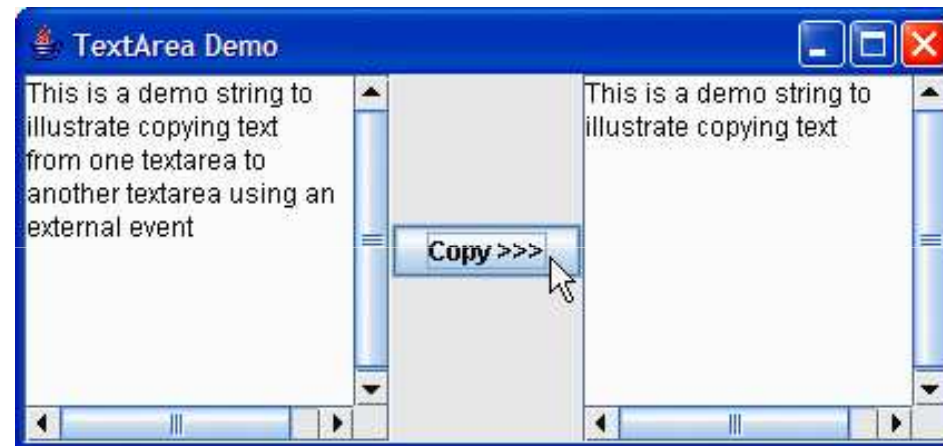 TextArea Demo
This is a demo string to
illustrate copying text
from one textarea to
another textarea using an
external event
Copy >>>
This is a demo string to
illustrate copying text